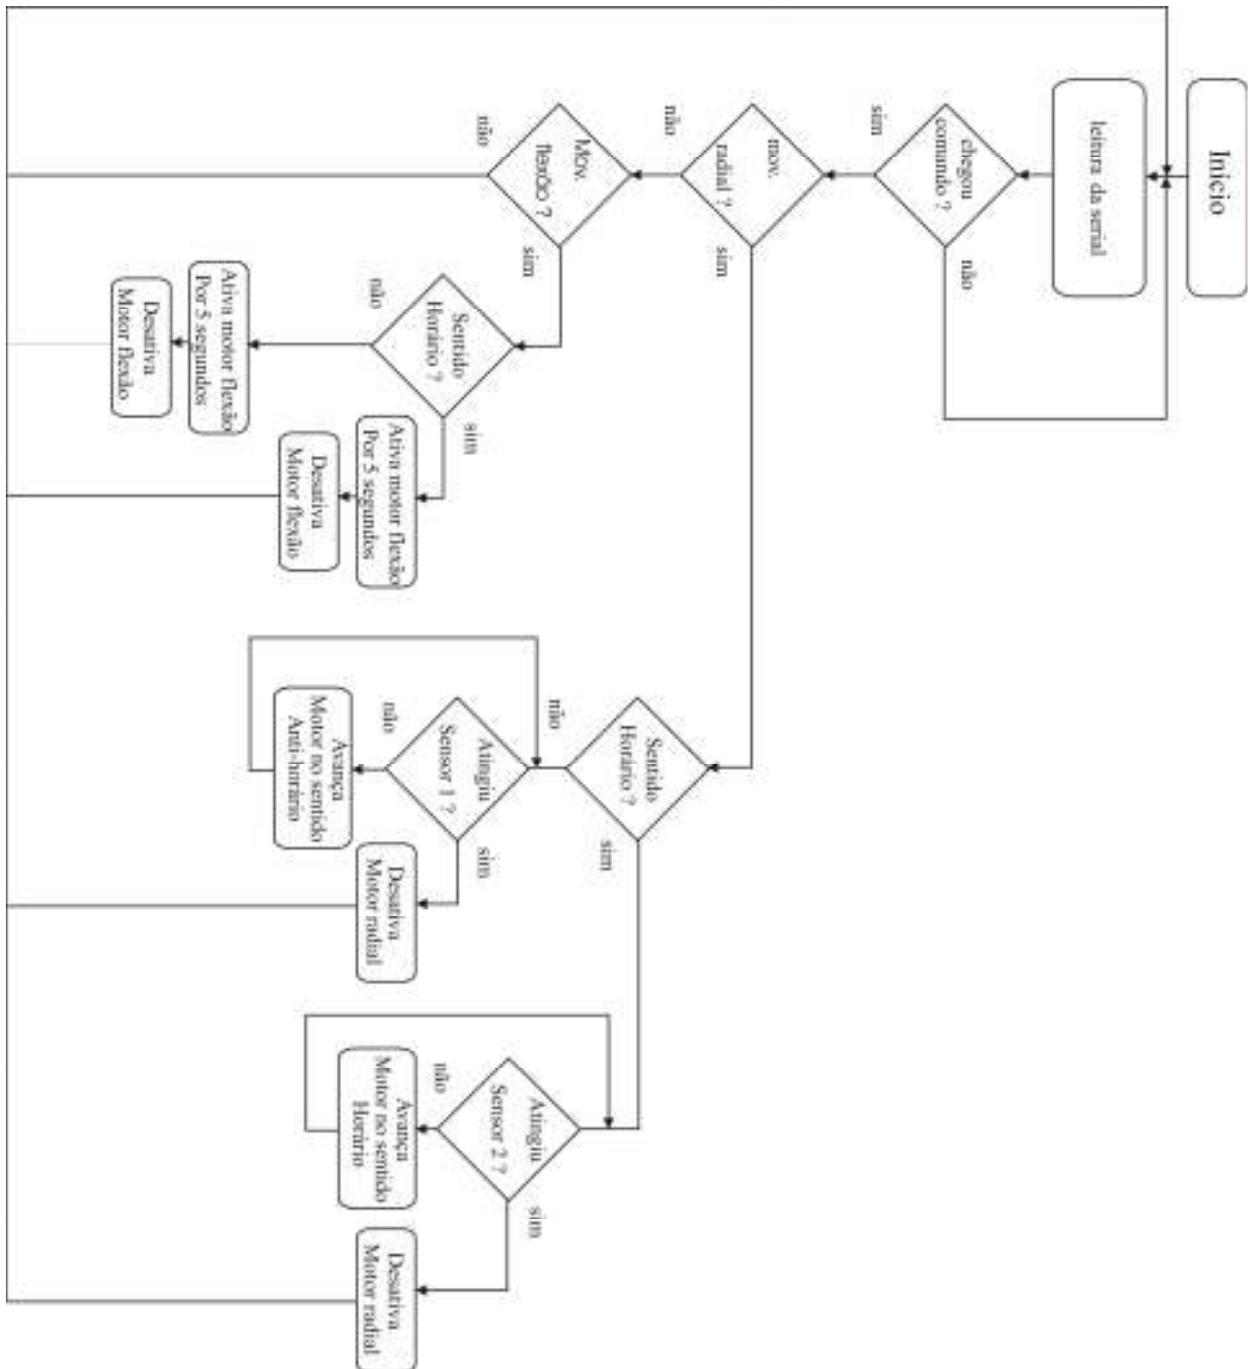 Inicio
leitura da serial
chegou
comando ?
não
sim
mov.
radial ?
sim
não
Mov.
flexão ?
sim
não
Sentido
Horário ?
sim
não
Ativa motor flexão
Por 5 segundos
Desativa
Motor flexão
Ativa motor flexão
Por 5 segundos
Desativa
Motor flexão
Sentido
Horário ?
sim
não
Atingiu
Sensor 1 ?
sim
não
Avança
Motor no sentido
Anti-horário
Desativa
Motor radial
Atingiu
Sensor 2 ?
sim
não
Avança
Motor no sentido
Horário
Desativa
Motor radial